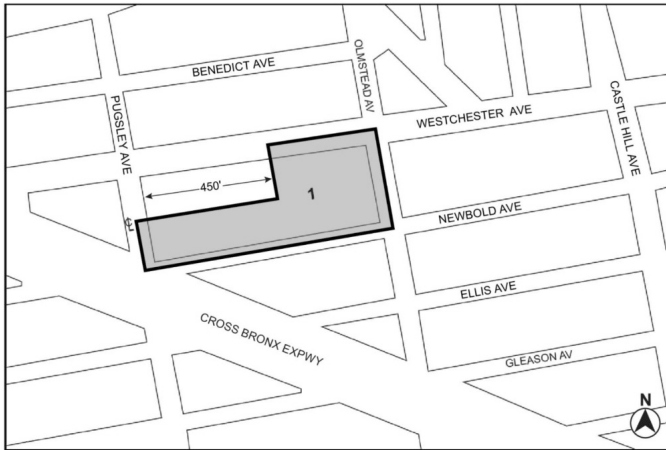 BENEDICT AVE
OLMSTEAD AV
PUGSLEY AVE
WESTCHESTER AVE
CASTLE HILL AVE
450'
1
NEWBOLD AVE
ELLIS AVE
CROSS BRONX EXPWY
GLEASON AV
N